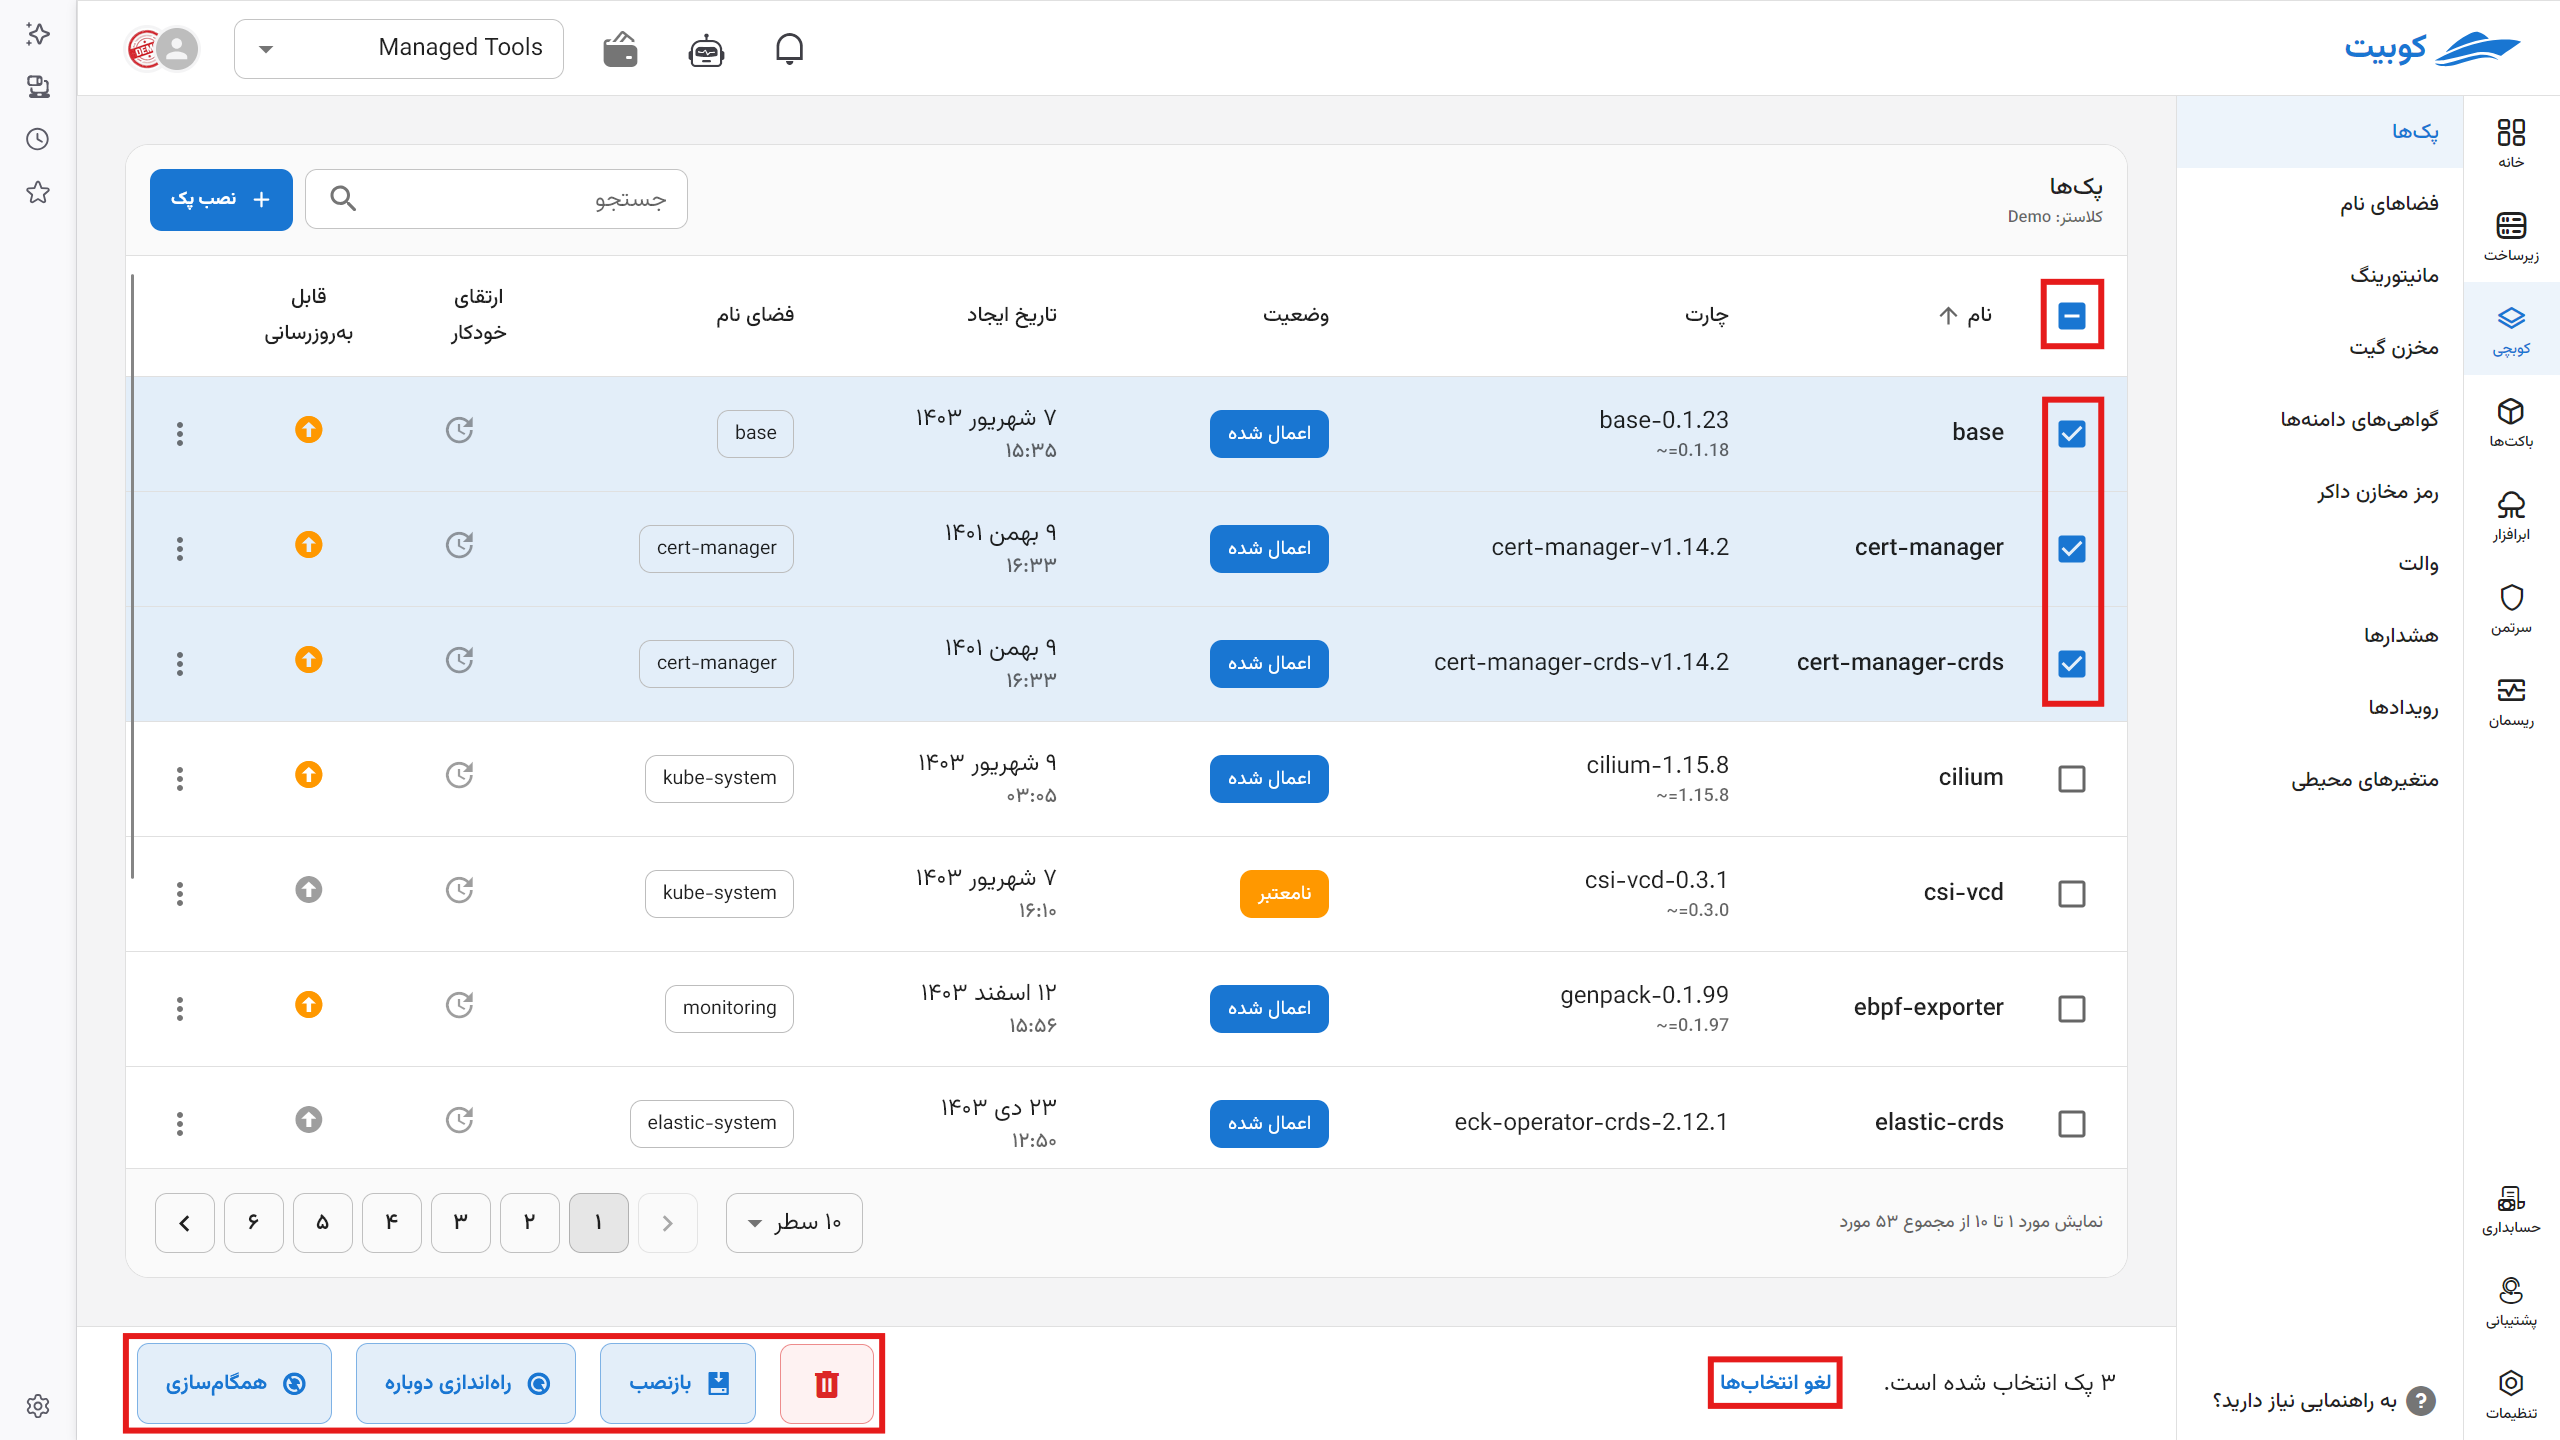 کوبیت
Managed Tools
خانه
زیرساخت
کوبچی
باکت‌ها
ابرافزار
سرتمن
ریسمان
حسابداری
پشتیبانی
تنظیمات
پک‌ها
فضاهای نام
مانیتورینگ
مخزن گیت
گواهی‌های دامنه‌ها
رمز مخازن داکر
والت
هشدارها
رویدادها
متغیرهای محیطی
به راهنمایی نیاز دارید؟
پک‌ها
کلاستر: Demo
جستجو
نصب پک
نام چارت وضعیت تاریخ ایجاد فضای نام ارتقای خودکار قابل به‌روزرسانی
base base-0.1.23 اعمال شده ۷ شهریور ۱۴۰۳ base
~=0.1.18 ۱۵:۳۵
cert-manager cert-manager-v1.14.2 اعمال شده ۹ بهمن ۱۴۰۱ cert-manager
۱۶:۳۳
cert-manager-crds cert-manager-crds-v1.14.2 اعمال شده ۹ بهمن ۱۴۰۱ cert-manager
۱۶:۳۳
cilium cilium-1.15.8 اعمال شده ۹ شهریور ۱۴۰۳ kube-system
~=1.15.8 ۰۳:۰۵
csi-vcd csi-vcd-0.3.1 نامعتبر ۷ شهریور ۱۴۰۳ kube-system
~=0.3.0 ۱۶:۱۰
ebpf-exporter genpack-0.1.99 اعمال شده ۱۲ اسفند ۱۴۰۳ monitoring
~=0.1.97 ۱۵:۵۶
elastic-crds eck-operator-crds-2.12.1 اعمال شده ۲۳ دی ۱۴۰۳ elastic-system
۱۲:۵۰
نمایش مورد ۱ تا ۱۰ از مجموع ۵۳ مورد
۱۰ سطر
۱ ۲ ۳ ۴ ۵ ۶
۳ پک انتخاب شده است. لغو انتخاب‌ها
بازنصب
راه‌اندازی دوباره
همگام‌سازی